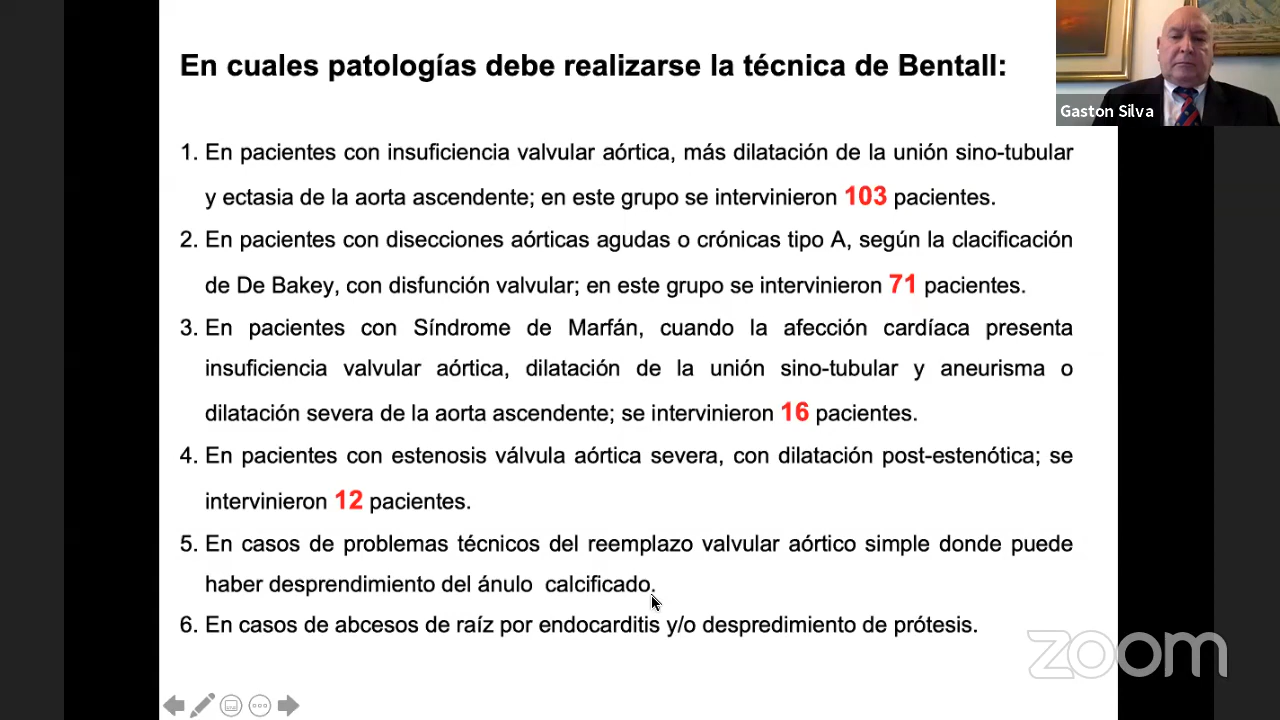 En cuales patologías debe realizarse la técnica de Bentall:
Gaston Silva
1. En pacientes con insuficiencia valvular aórtica, más dilatación de la unión sino-tubular
y ectasia de la aorta ascendente; en este grupo se intervinieron 103 pacientes.
2. En pacientes con disecciones aórticas agudas o crónicas tipo A, según la clacificación
de De Bakey, con disfunción valvular; en este grupo se intervinieron 71 pacientes.
3. En pacientes con Síndrome de Marfán, cuando la afección cardíaca presenta
insuficiencia valvular aórtica, dilatación de la unión sino-tubular y aneurisma o
dilatación severa de la aorta ascendente; se intervinieron 16 pacientes.
4. En pacientes con estenosis válvula aórtica severa, con dilatación post-estenótica; se
intervinieron 12 pacientes.
5. En casos de problemas técnicos del reemplazo valvular aórtico simple donde puede
haber desprendimiento del ánulo calcificado.
6. En casos de abcesos de raíz por endocarditis y/o despredimiento de prótesis.
zoom